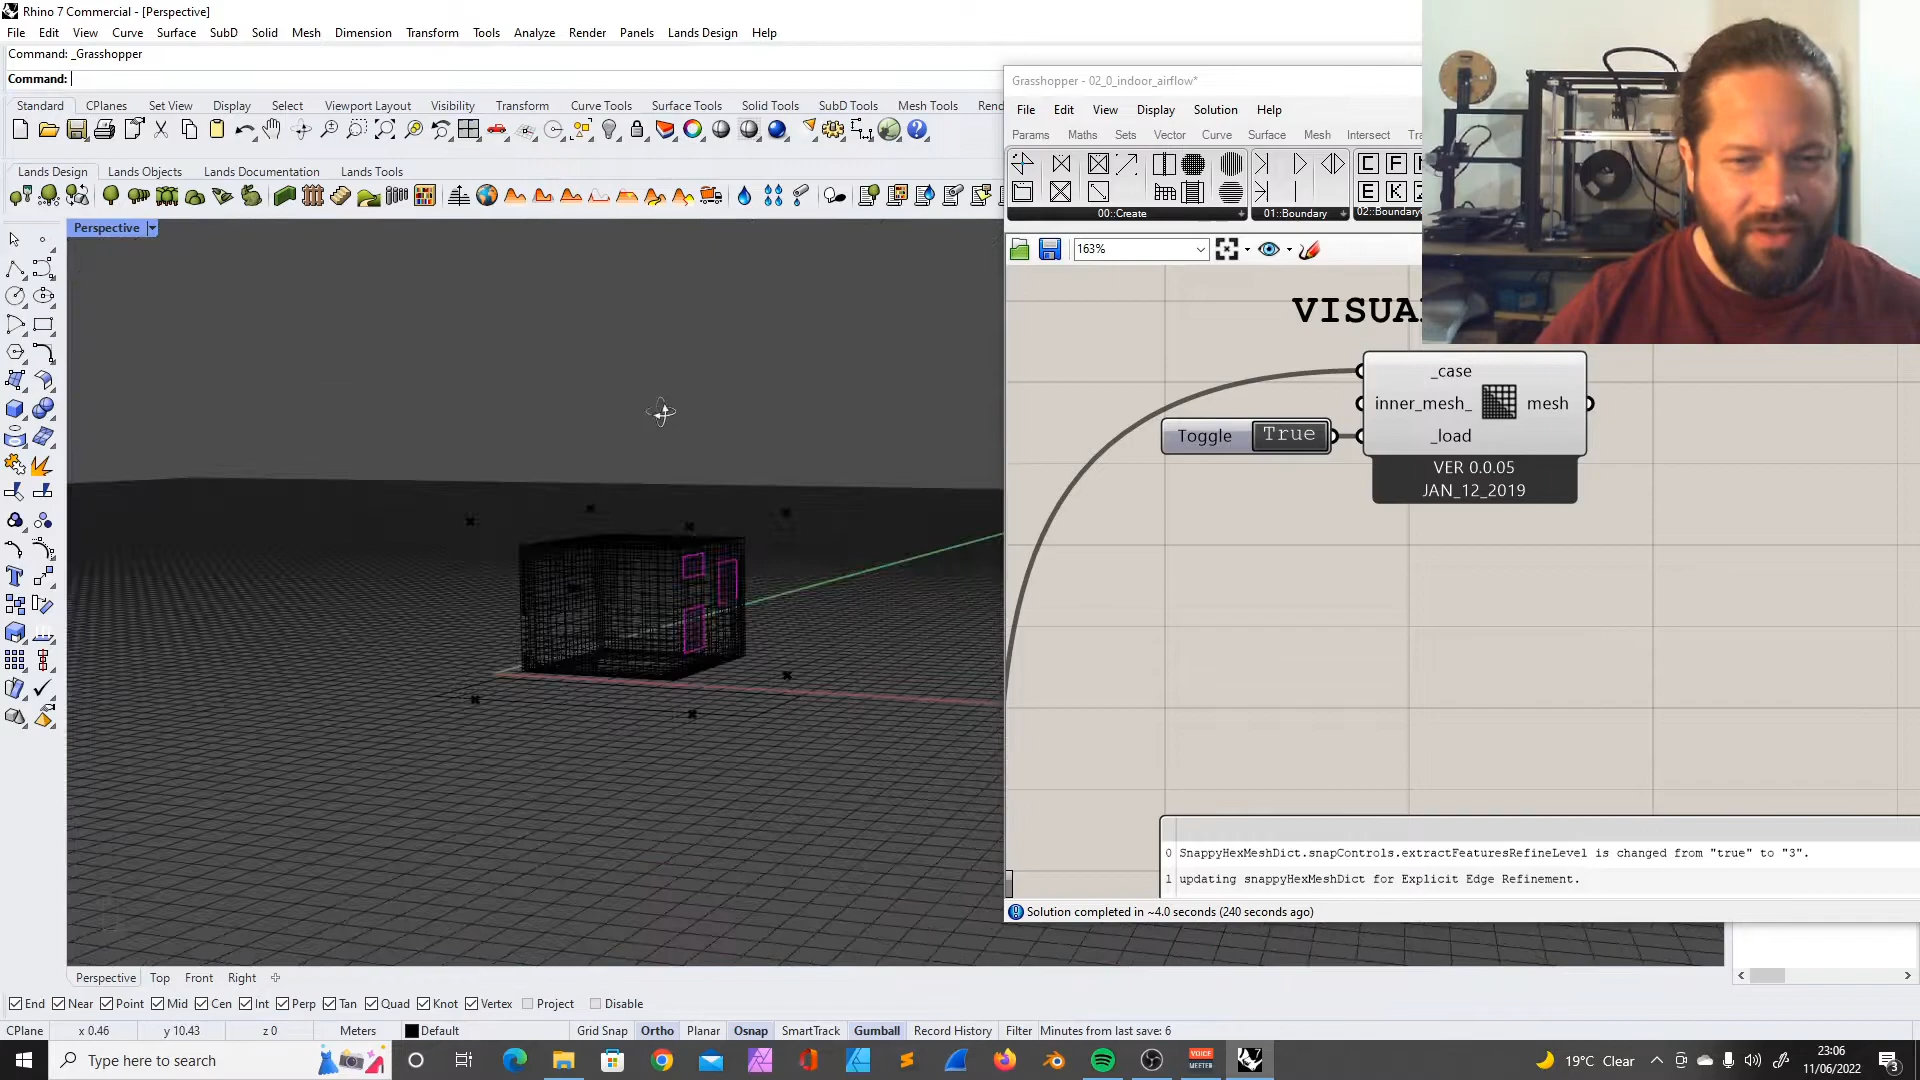 Rhino 7 Commercial - [Perspective]
File Edit View Curve Surface SubD Solid Mesh Dimension Transform Tools Analyze Render Panels Lands Design Help
Command: _Grasshopper
Command:
Standard CPlanes Set View Display Select Viewport Layout Visibility Transform Curve Tools Surface Tools Solid Tools SubD Tools Mesh Tools
Lands Design Lands Objects Lands Documentation Lands Tools
Perspective
Grasshopper - 02_0_indoor_airflow*
File Edit View Display Solution Help
Params Maths Sets Vector Curve Surface Mesh Intersect
00::Create 01::Boundary
163%
_case
inner_mesh_ mesh
Toggle True _load
VER 0.0.05
JAN_12_2019
0 SnappyHexMeshDict.snapControls.extractFeaturesRefineLevel is changed from "true" to "3".
1 updating snappyHexMeshDict for Explicit Edge Refinement.
Solution completed in ~4.0 seconds (240 seconds ago)
Perspective Top Front Right
End Near Point Mid Cen Int Perp Tan Quad Knot Vertex Project Disable
CPlane x 0.46 y 10.43 z 0 Meters Default Grid Snap Ortho Planar Osnap SmartTrack Gumball Record History Filter Minutes from last save: 6
Type here to search
VOICE
MEETER
19°C Clear
23:06
11/06/2022
3